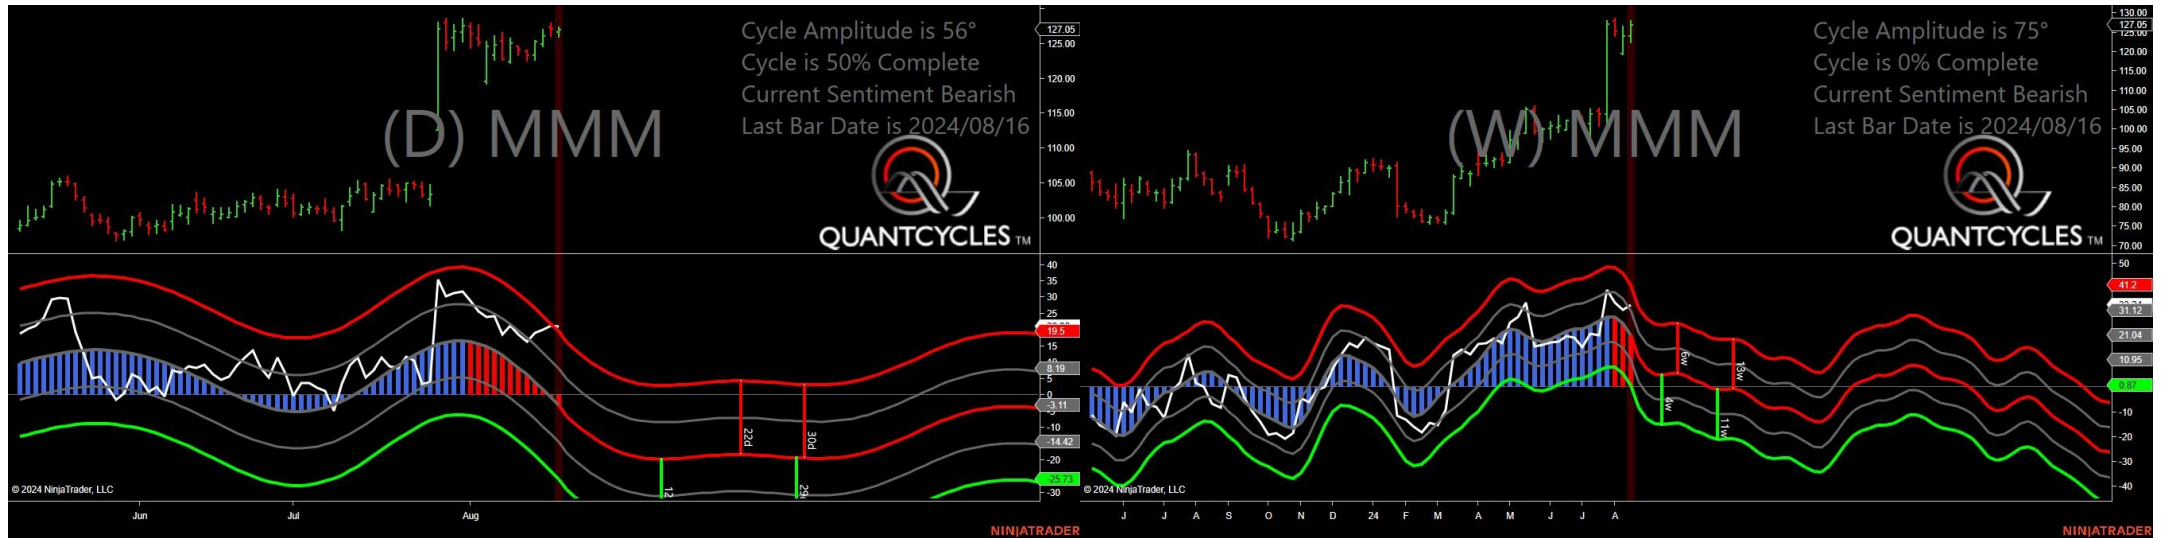 Cycle Amplitude is 56°
Cycle is 50% Complete
Current Sentiment Bearish
Last Bar Date is 2024/08/16
(D) MMM
QUANTCYCLES TM
127.05
125.00
120.00
115.00
110.00
105.00
100.00
40
35
30
25
19.5
15
8.19
5
0
-3.11
-10
-14.42
-20
-25.73
-30
22d
30d
12
© 2024 NinjaTrader, LLC
Jun
Jul
Aug
NINJATRADER
Cycle Amplitude is 75°
Cycle is 0% Complete
Current Sentiment Bearish
Last Bar Date is 2024/08/16
(W) MMM
QUANTCYCLES TM
130.00
127.05
125.00
120.00
115.00
110.00
105.00
100.00
95.00
90.00
85.00
80.00
75.00
70.00
50
41.2
31.12
21.04
10.95
0.87
-10
-20
-30
-40
6w
13w
4w
11w
© 2024 NinjaTrader, LLC
J J A S O N D 24 F M A M J J A
NINJATRADER